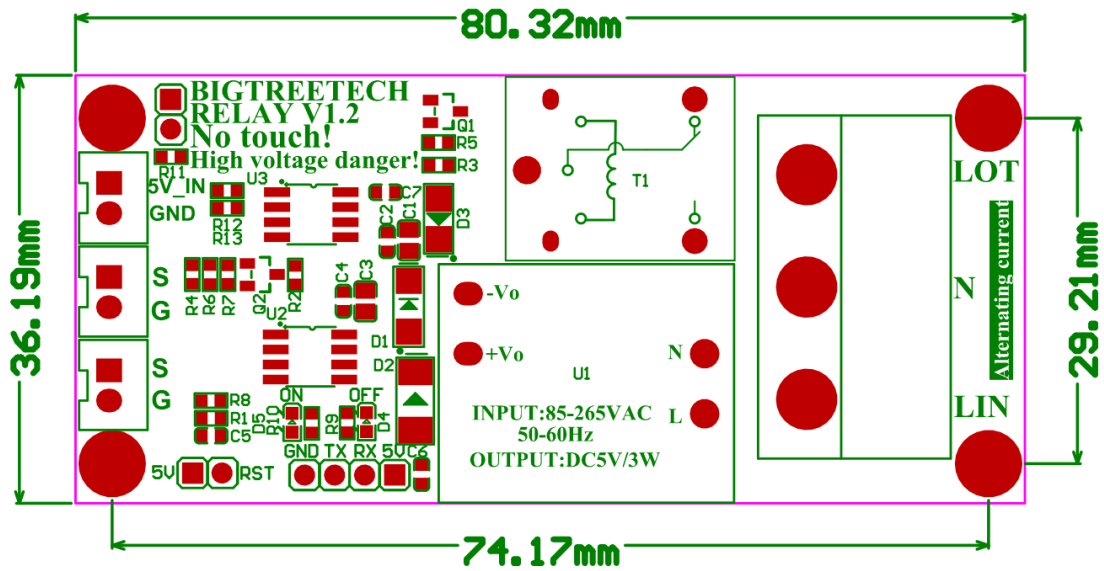 80.32mm
BIGTREETECH
RELAY V1.2
No touch!
High voltage danger!
Q1
R5
R3
R11
5V_IN
GND
U3
R12
R13
C7
C2
C17
D3
T1
LOT
N
LIN
Alternating current
36.19mm
29.21mm
S
G
R4
R6
R7
Q2
R2
C4
C3
U2
D1
D2
S
G
-Vo
+Vo
N
L
U1
INPUT:85-265VAC
50-60Hz
OUTPUT:DC5V/3W
R8
R1
C5
ON
OFF
D5
R10
R9
D4
GND TX RX 5V
C6
5V
RST
74.17mm